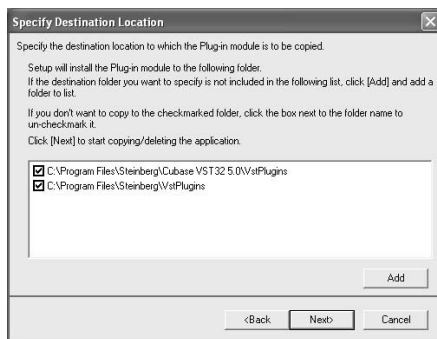 Specify Destination Location
Specify the destination location to which the Plug-in module is to be copied.
Setup will install the Plug-in module to the following folder.
If the destination folder you want to specify is not included in the following list, click [Add] and add a
folder to list.
If you don't want to copy to the checkmarked folder, click the box next to the folder name to
un-checkmark it.
Click [Next] to start copying/deleting the application.
C:\Program Files\Steinberg\Cubase VST32 5.0\VstPlugins
C:\Program Files\Steinberg\VstPlugins
Add
<Back Next> Cancel